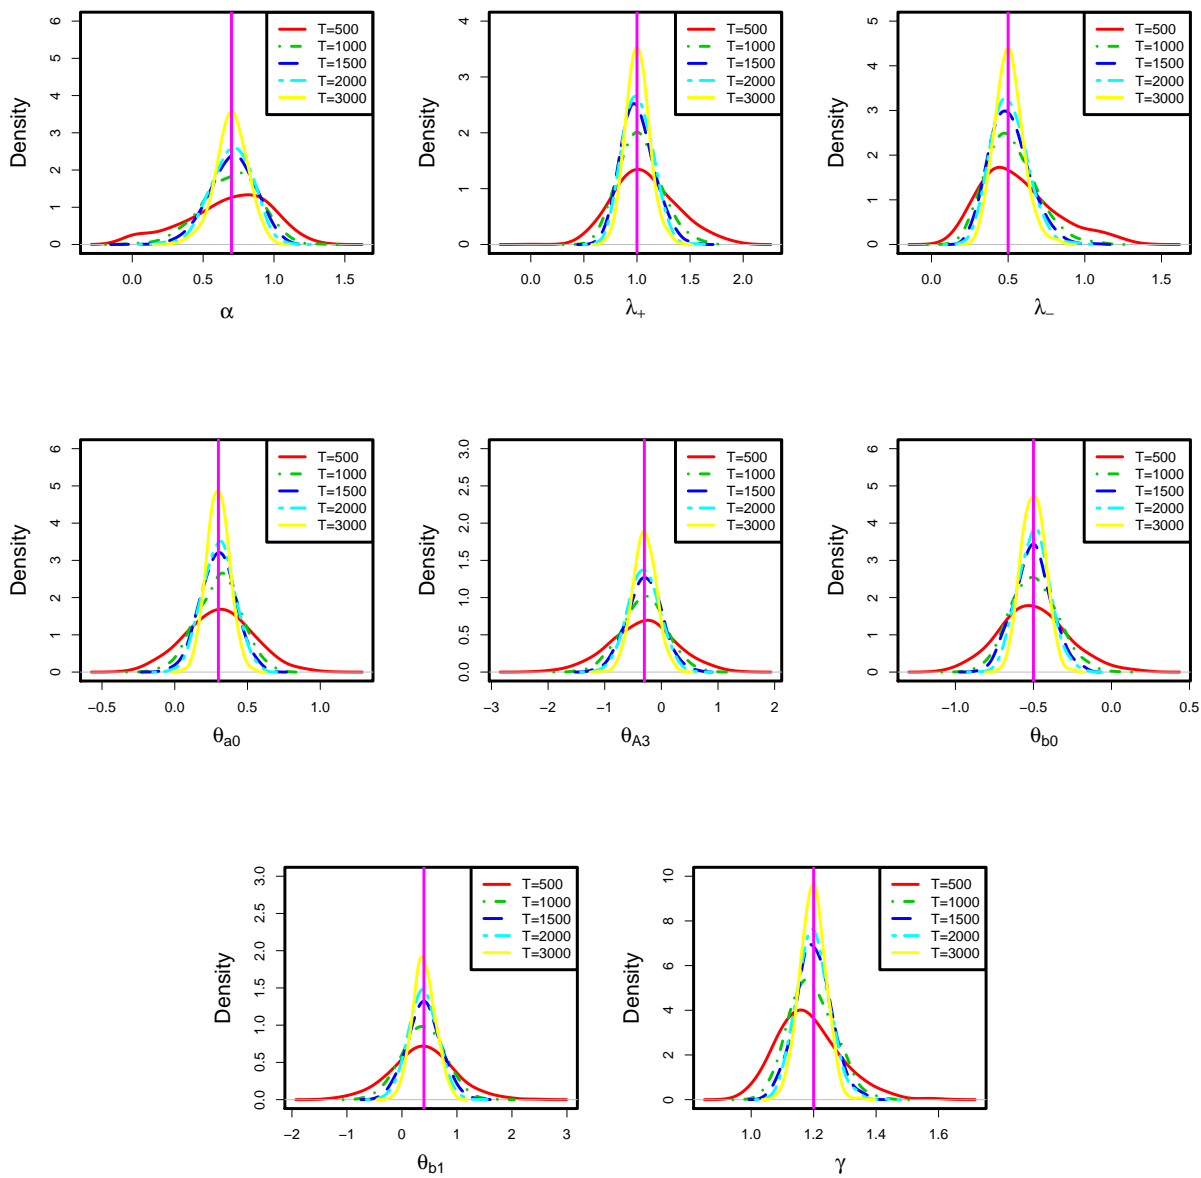 Density
0 1 2 3 4 5 6
0.0 0.5 1.0 1.5
α
T=500
T=1000
T=1500
T=2000
T=3000
Density
0 1 2 3 4
0.0 0.5 1.0 1.5 2.0
λ+
T=500
T=1000
T=1500
T=2000
T=3000
Density
0 1 2 3 4 5
0.0 0.5 1.0 1.5
λ−
T=500
T=1000
T=1500
T=2000
T=3000
Density
0 1 2 3 4 5 6
−0.5 0.0 0.5 1.0
θa0
T=500
T=1000
T=1500
T=2000
T=3000
Density
0.0 0.5 1.0 1.5 2.0 2.5 3.0
−3 −2 −1 0 1 2
θA3
T=500
T=1000
T=1500
T=2000
T=3000
Density
0 1 2 3 4 5 6
−1.0 −0.5 0.0 0.5
θb0
T=500
T=1000
T=1500
T=2000
T=3000
Density
0.0 0.5 1.0 1.5 2.0 2.5 3.0
−2 −1 0 1 2 3
θb1
T=500
T=1000
T=1500
T=2000
T=3000
Density
0 2 4 6 8 10
1.0 1.2 1.4 1.6
γ
T=500
T=1000
T=1500
T=2000
T=3000